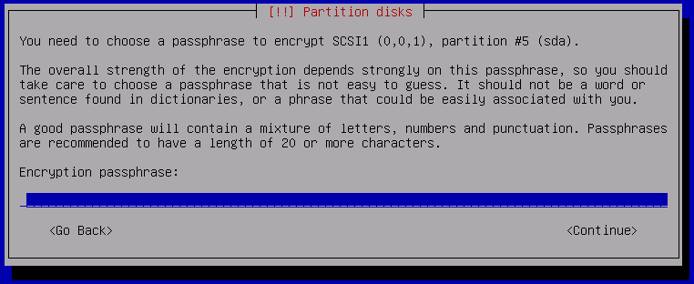 [!!] Partition disks
You need to choose a passphrase to encrypt SCSI1 (0,0,1), partition #5 (sda).
The overall strength of the encryption depends strongly on this passphrase, so you should
take care to choose a passphrase that is not easy to guess. It should not be a word or
sentence found in dictionaries, or a phrase that could be easily associated with you.
A good passphrase will contain a mixture of letters, numbers and punctuation. Passphrases
are recommended to have a length of 20 or more characters.
Encryption passphrase:
<Go Back> <Continue>